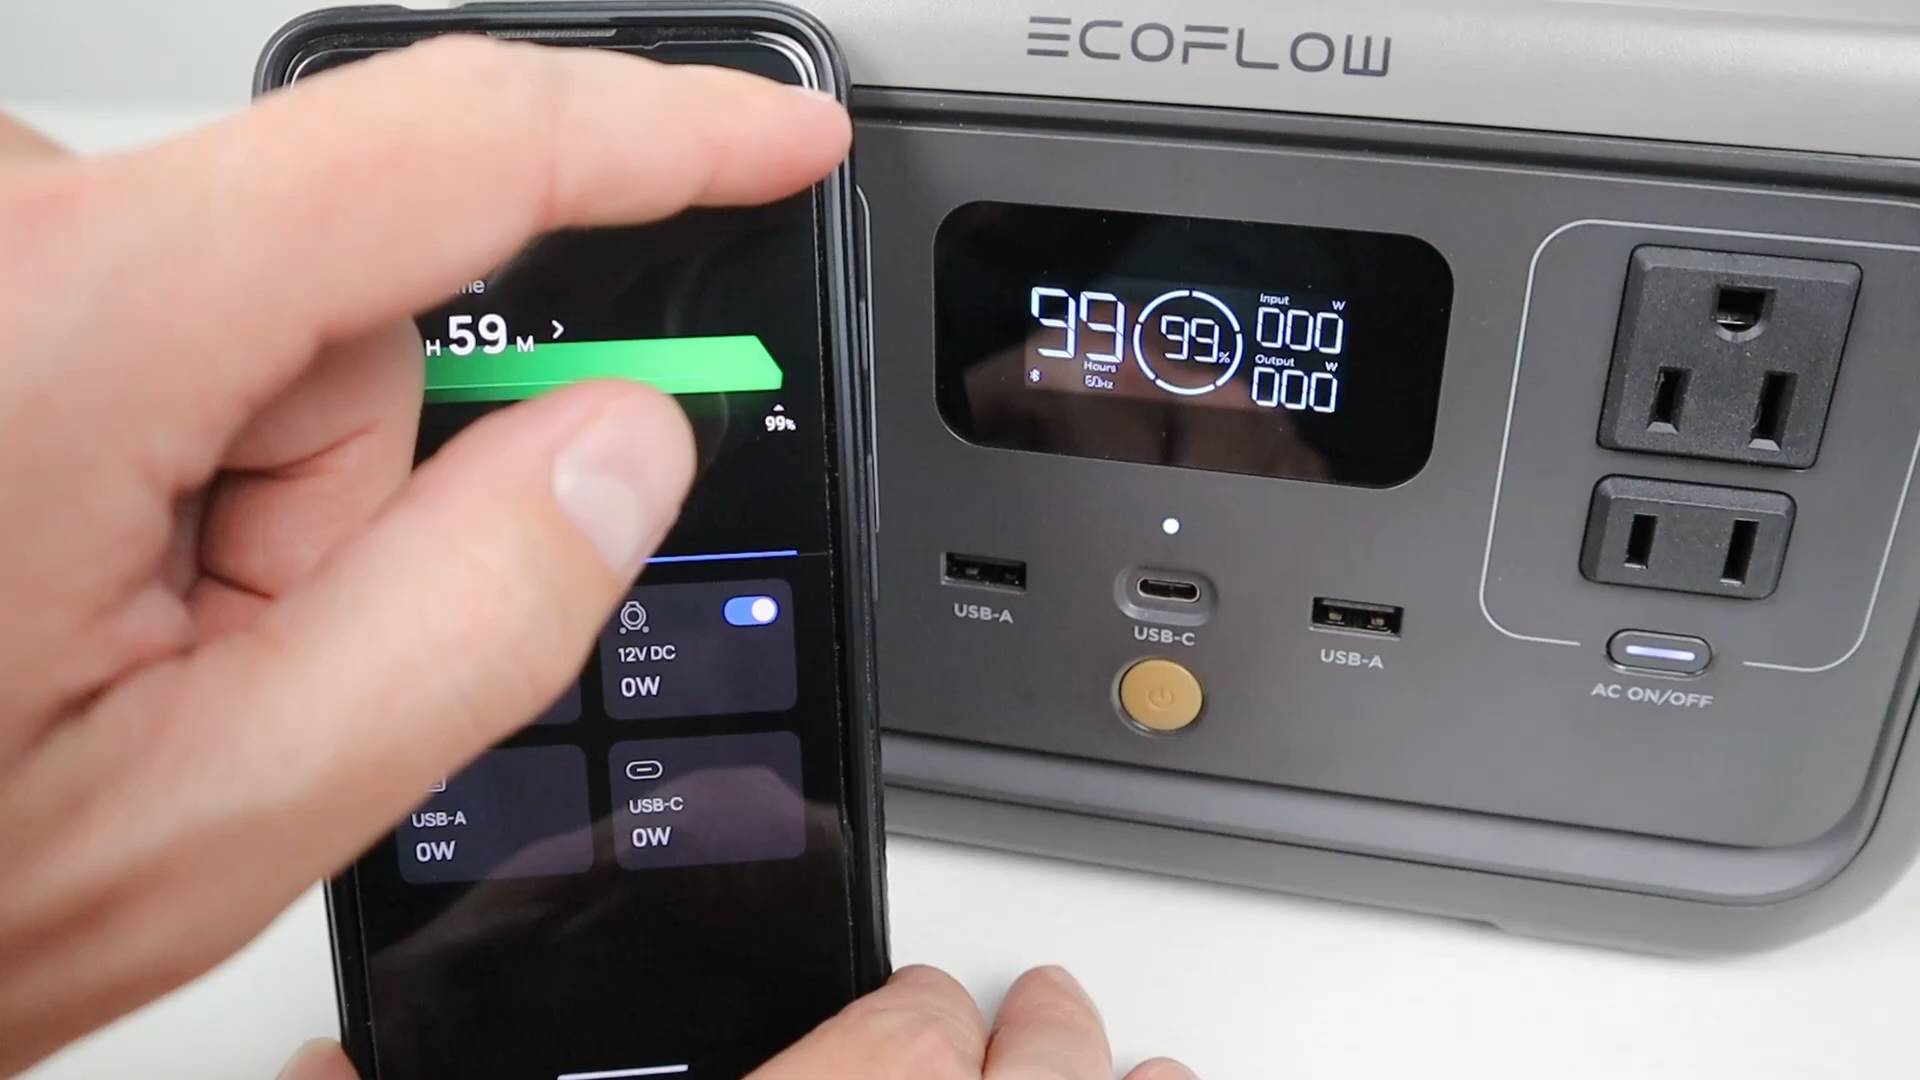 ECOFLOW
H 59 M
99%
12V DC
0W
USB-A
0W
USB-C
0W
99
Hours
60Hz
99%
Input W
000
Output W
000
USB-A
USB-C
USB-A
AC ON/OFF